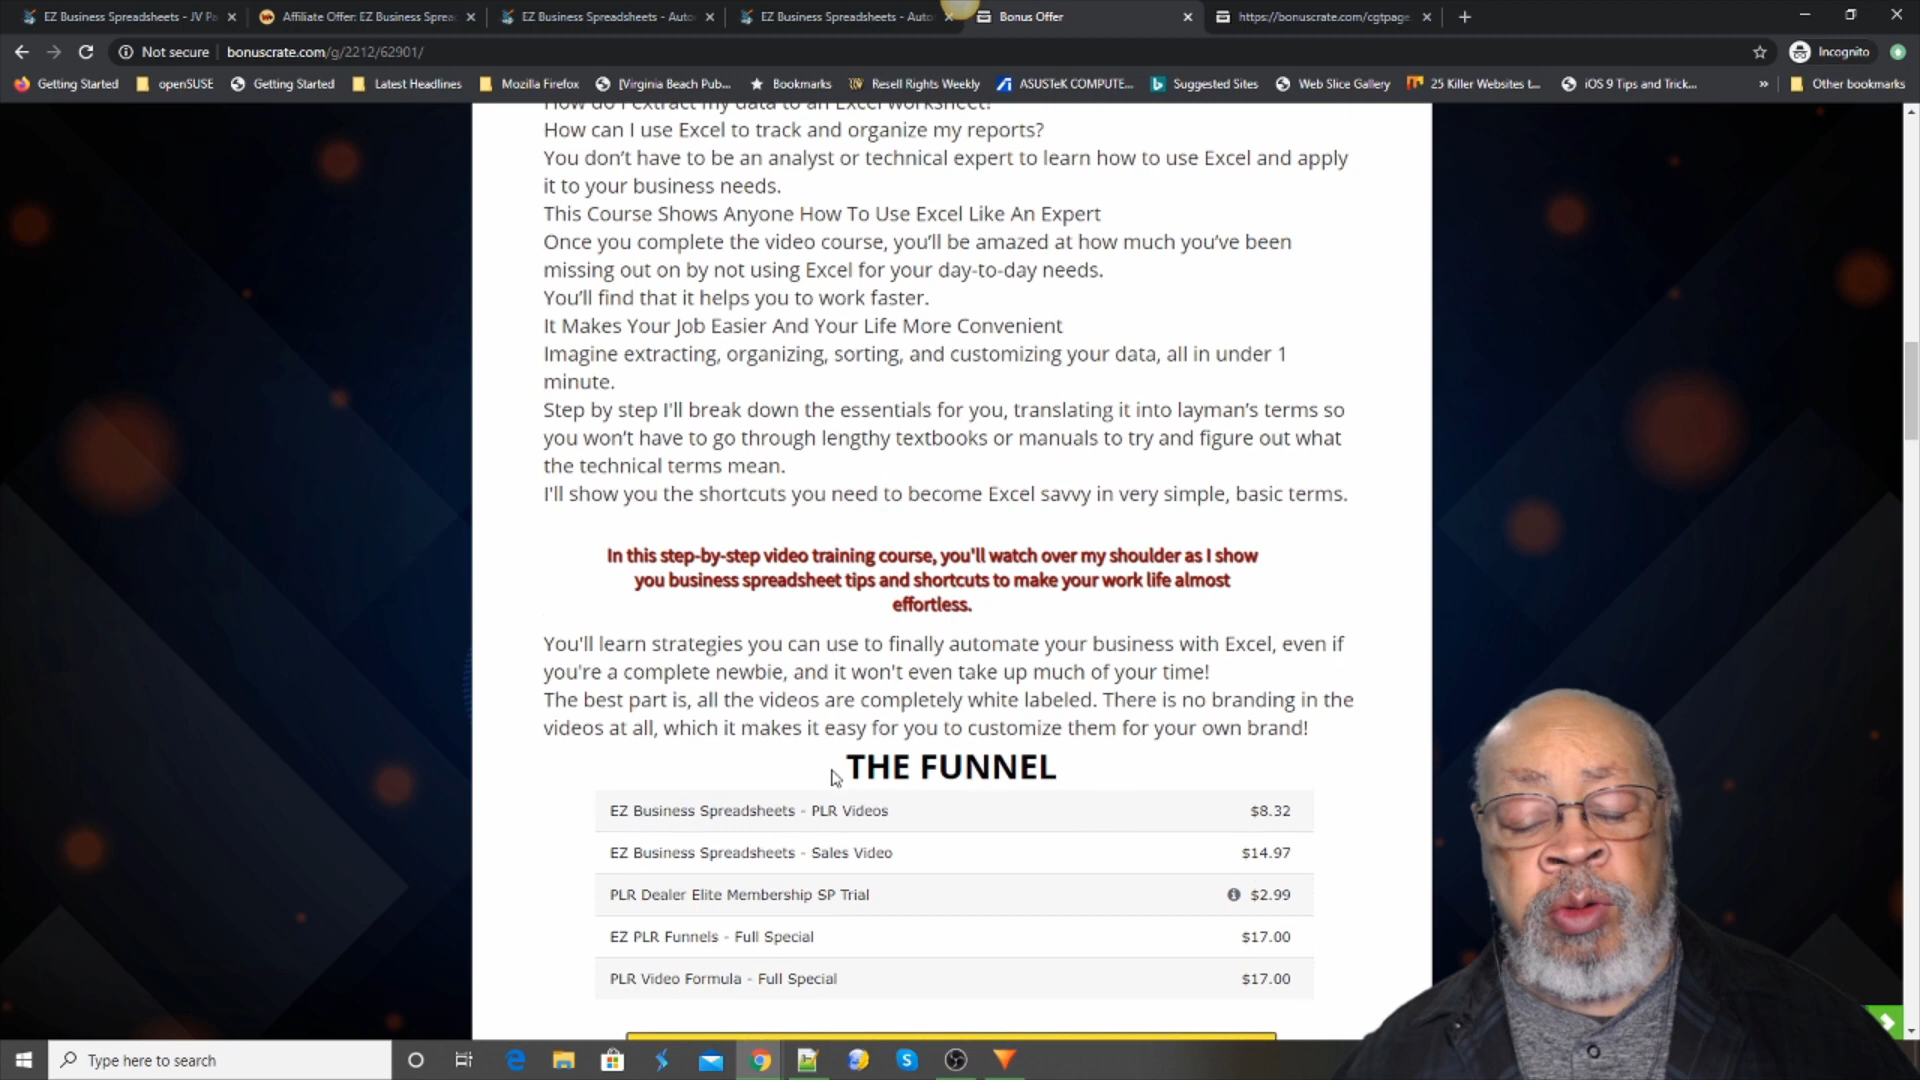 EZ Business Spreadsheets - JV Pa
Affiliate Offer: EZ Business Sprea
EZ Business Spreadsheets - Auto
EZ Business Spreadsheets - Auto
Bonus Offer
https://bonuscrate.com/cgtpage
Not secure
bonuscrate.com/g/2212/62901/
Incognito
Getting Started
openSUSE
Getting Started
Latest Headlines
Mozilla Firefox
[Virginia Beach Pub...
Bookmarks
Resell Rights Weekly
ASUSTeK COMPUTE...
Suggested Sites
Web Slice Gallery
25 Killer Websites t...
iOS 9 Tips and Trick...
»
Other bookmarks
How do I extract my data to an Excel worksheet?
How can I use Excel to track and organize my reports?
You don’t have to be an analyst or technical expert to learn how to use Excel and apply
it to your business needs.
This Course Shows Anyone How To Use Excel Like An Expert
Once you complete the video course, you’ll be amazed at how much you’ve been
missing out on by not using Excel for your day-to-day needs.
You’ll find that it helps you to work faster.
It Makes Your Job Easier And Your Life More Convenient
Imagine extracting, organizing, sorting, and customizing your data, all in under 1
minute.
Step by step I'll break down the essentials for you, translating it into layman’s terms so
you won’t have to go through lengthy textbooks or manuals to try and figure out what
the technical terms mean.
I'll show you the shortcuts you need to become Excel savvy in very simple, basic terms.
In this step-by-step video training course, you'll watch over my shoulder as I show
you business spreadsheet tips and shortcuts to make your work life almost
effortless.
You'll learn strategies you can use to finally automate your business with Excel, even if
you're a complete newbie, and it won't even take up much of your time!
The best part is, all the videos are completely white labeled. There is no branding in the
videos at all, which it makes it easy for you to customize them for your own brand!
THE FUNNEL
EZ Business Spreadsheets - PLR Videos $8.32
EZ Business Spreadsheets - Sales Video $14.97
PLR Dealer Elite Membership SP Trial $2.99
EZ PLR Funnels - Full Special $17.00
PLR Video Formula - Full Special $17.00
Type here to search